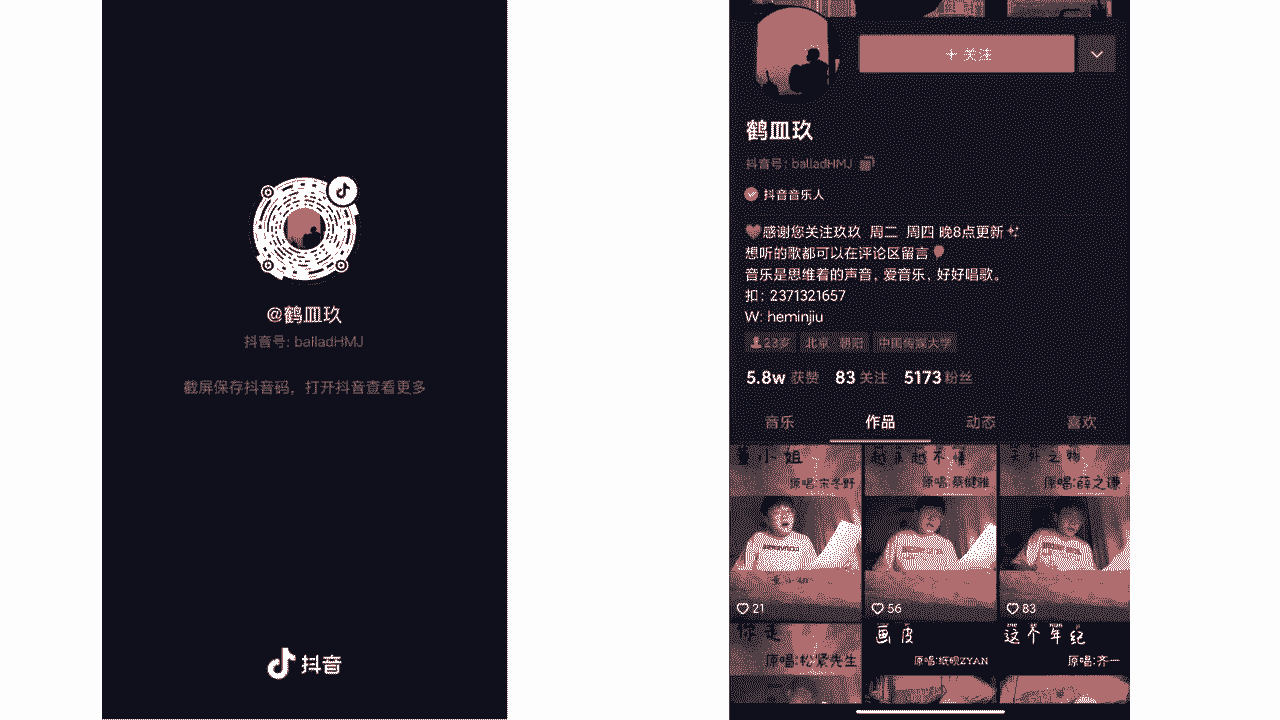 @鹤皿玖
抖音号: balladHMJ
截屏保存抖音码，打开抖音查看更多
抖音
+ 关注
鹤皿玖
抖音号: balladHMJ
抖音音乐人
感谢您关注玖玖 周二 周四 晚8点更新
想听的歌都可以在评论区留言
音乐是思维着的声音, 爱音乐、好好唱歌。
扣: 2371321657
W: heminjiu
23岁 北京·朝阳 中国传媒大学
5.8w 获赞 83 关注 5173 粉丝
音乐 作品 动态 喜欢
董小姐 越来越不懂 天外之物
原唱:宋冬野 原唱:蔡健雅 原唱:薛之谦
21 56 83
你是 画皮 这个年纪
原唱:松紧先生 原唱:纸砚ZYAN 原唱:齐一